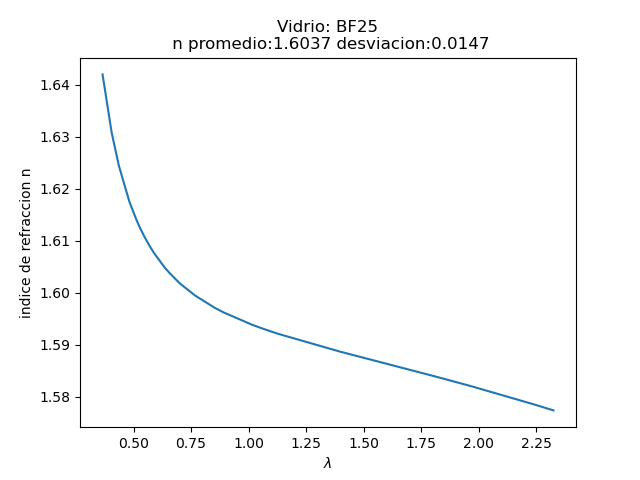 Vidrio: BF25
n promedio:1.6037 desviacion:0.0147
indice de refraccion n
1.64
1.63
1.62
1.61
1.60
1.59
1.58
0.50 0.75 1.00 1.25 1.50 1.75 2.00 2.25
λ